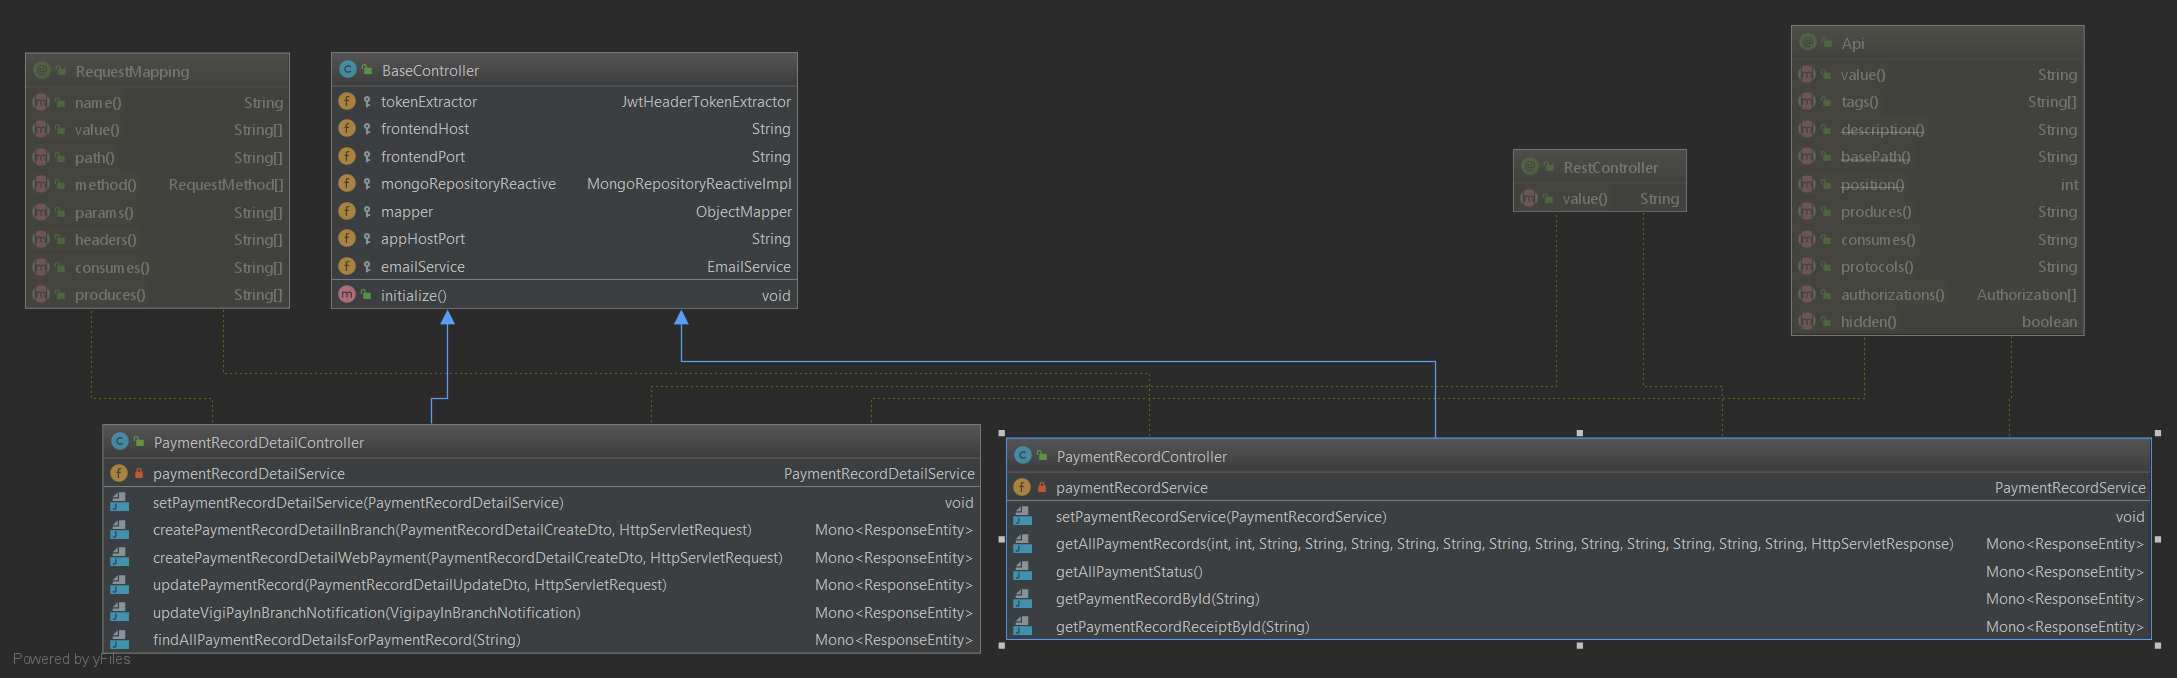 RequestMapping
name() String
value() String[]
path() String[]
method() RequestMethod[]
params() String[]
headers() String[]
consumes() String[]
produces() String[]
BaseController
tokenExtractor JwtHeaderTokenExtractor
frontendHost String
frontendPort String
mongoRepositoryReactive MongoRepositoryReactiveImpl
mapper ObjectMapper
appHostPort String
emailService EmailService
initialize() void
RestController
value() String
Api
value() String
tags() String[]
description() String
basePath() String
position() int
produces() String
consumes() String
protocols() String
authorizations() Authorization[]
hidden() boolean
PaymentRecordDetailController
paymentRecordDetailService PaymentRecordDetailService
setPaymentRecordDetailService(PaymentRecordDetailService) void
createPaymentRecordDetailInBranch(PaymentRecordDetailCreateDto, HttpServletRequest) Mono<ResponseEntity>
createPaymentRecordDetailWebPayment(PaymentRecordDetailCreateDto, HttpServletRequest) Mono<ResponseEntity>
updatePaymentRecord(PaymentRecordDetailUpdateDto, HttpServletRequest) Mono<ResponseEntity>
updateVigiPayInBranchNotification(VigipayInBranchNotification) Mono<ResponseEntity>
findAllPaymentRecordDetailsForPaymentRecord(String) Mono<ResponseEntity>
PaymentRecordController
paymentRecordService PaymentRecordService
setPaymentRecordService(PaymentRecordService) void
getAllPaymentRecords(int, int, String, String, String, String, String, String, String, String, String, String, String, String, HttpServletResponse) Mono<ResponseEntity>
getAllPaymentStatus() Mono<ResponseEntity>
getPaymentRecordById(String) Mono<ResponseEntity>
getPaymentRecordReceiptById(String) Mono<ResponseEntity>
Powered by yFiles